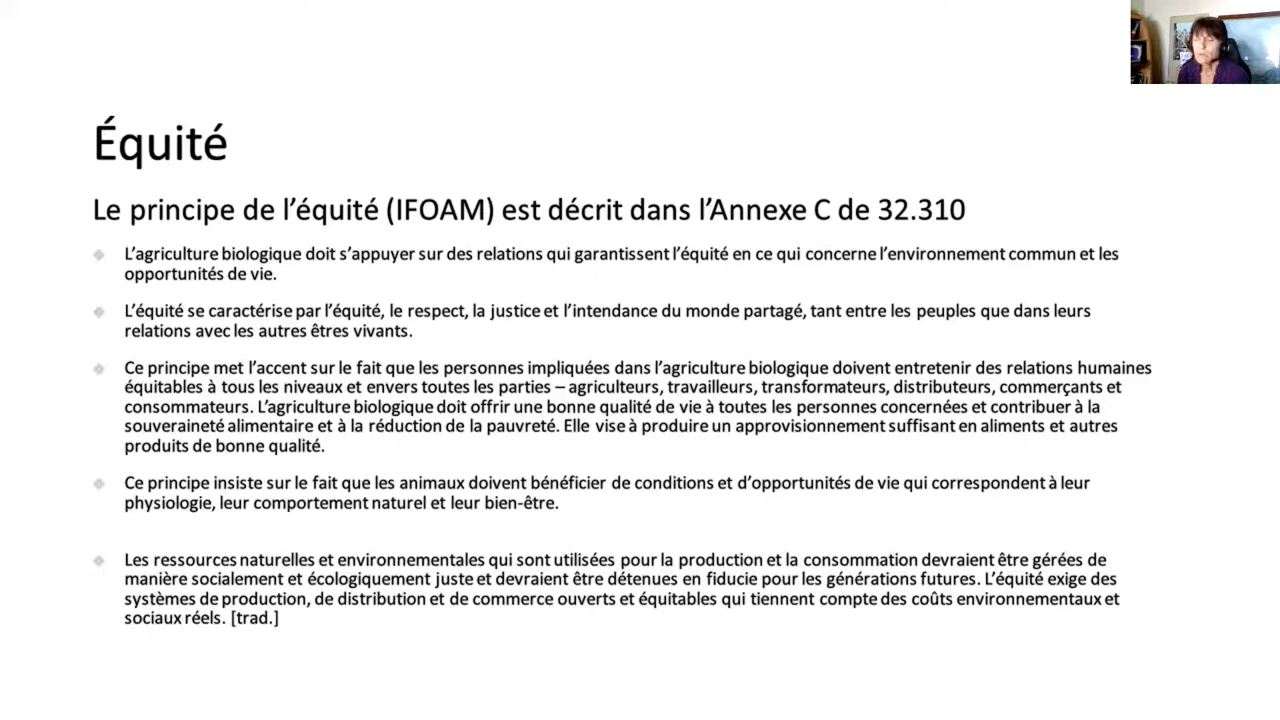 Équité
Le principe de l’équité (IFOAM) est décrit dans l’Annexe C de 32.310
L’agriculture biologique doit s’appuyer sur des relations qui garantissent l’équité en ce qui concerne l’environnement commun et les
opportunités de vie.
L’équité se caractérise par l’équité, le respect, la justice et l’intendance du monde partagé, tant entre les peuples que dans leurs
relations avec les autres êtres vivants.
Ce principe met l’accent sur le fait que les personnes impliquées dans l’agriculture biologique doivent entretenir des relations humaines
équitables à tous les niveaux et envers toutes les parties – agriculteurs, travailleurs, transformateurs, distributeurs, commerçants et
consommateurs. L’agriculture biologique doit offrir une bonne qualité de vie à toutes les personnes concernées et contribuer à la
souveraineté alimentaire et à la réduction de la pauvreté. Elle vise à produire un approvisionnement suffisant en aliments et autres
produits de bonne qualité.
Ce principe insiste sur le fait que les animaux doivent bénéficier de conditions et d’opportunités de vie qui correspondent à leur
physiologie, leur comportement naturel et leur bien-être.
Les ressources naturelles et environnementales qui sont utilisées pour la production et la consommation devraient être gérées de
manière socialement et écologiquement juste et devraient être détenues en fiducie pour les générations futures. L’équité exige des
systèmes de production, de distribution et de commerce ouverts et équitables qui tiennent compte des coûts environnementaux et
sociaux réels. [trad.]